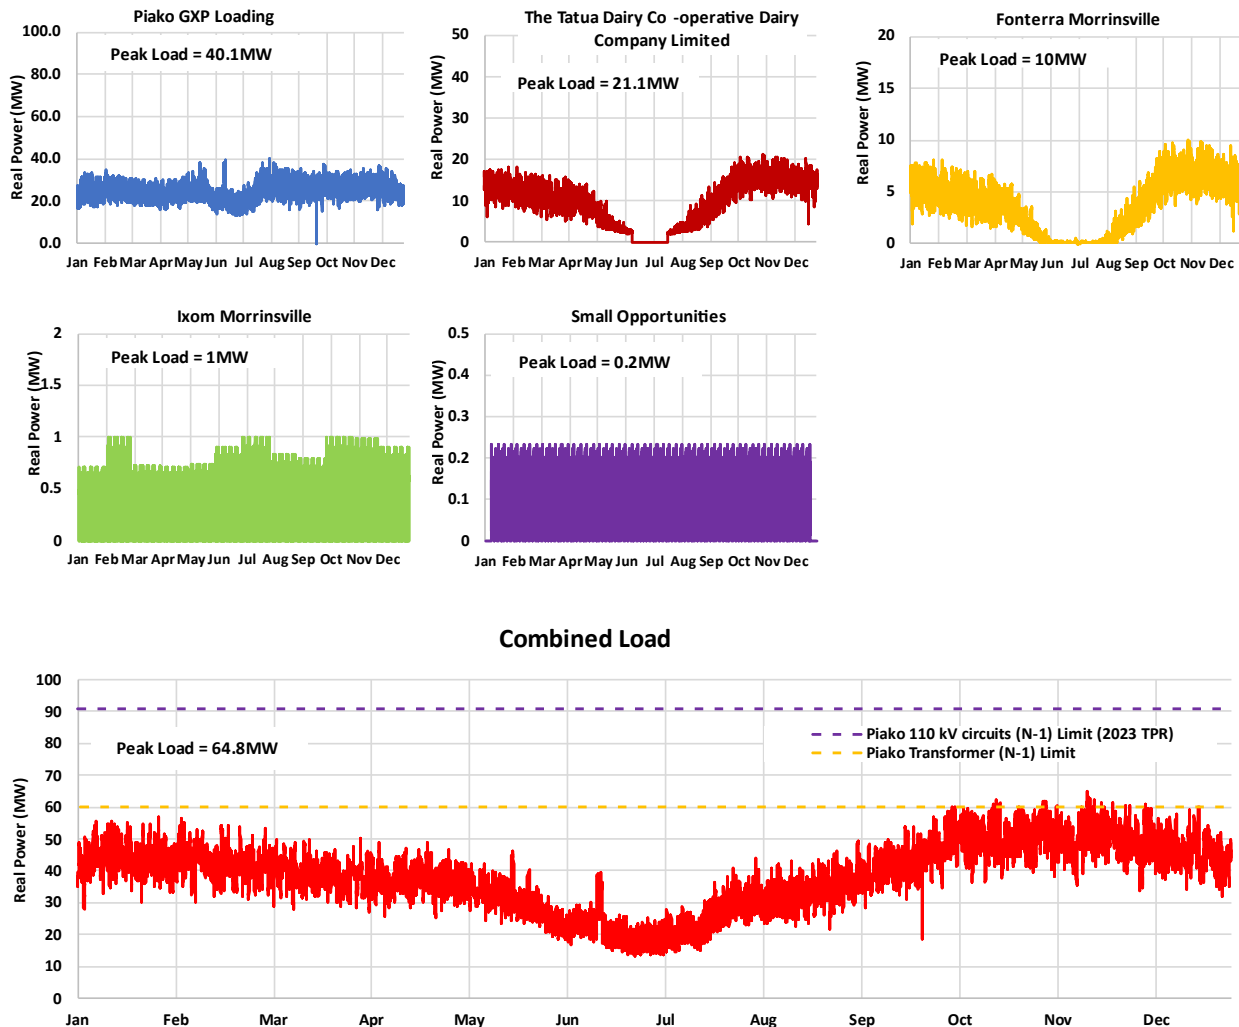 Piako GXP Loading
100.0
80.0
60.0
40.0
20.0
0.0
Real Power (MW)
Peak Load = 40.1MW
Jan Feb Mar Apr May Jun Jul Aug Sep Oct Nov Dec
The Tatua Dairy Co -operative Dairy
Company Limited
50
40
30
20
10
0
Real Power (MW)
Peak Load = 21.1MW
Jan Feb Mar Apr May Jun Jul Aug Sep Oct Nov Dec
Fonterra Morrinsville
20
15
10
5
0
Real Power (MW)
Peak Load = 10MW
Jan Feb Mar Apr May Jun Jul Aug Sep Oct Nov Dec
Ixom Morrinsville
2
1.5
1
0.5
0
Real Power (MW)
Peak Load = 1MW
Jan Feb Mar Apr May Jun Jul Aug Sep Oct Nov Dec
Small Opportunities
0.5
0.4
0.3
0.2
0.1
0
Real Power (MW)
Peak Load = 0.2MW
Jan Feb Mar Apr May Jun Jul Aug Sep Oct Nov Dec
Combined Load
100
90
80
70
60
50
40
30
20
10
0
Real Power (MW)
Peak Load = 64.8MW
Piako 110 kV circuits (N-1) Limit (2023 TPR)
Piako Transformer (N-1) Limit
Jan Feb Mar Apr May Jun Jul Aug Sep Oct Nov Dec